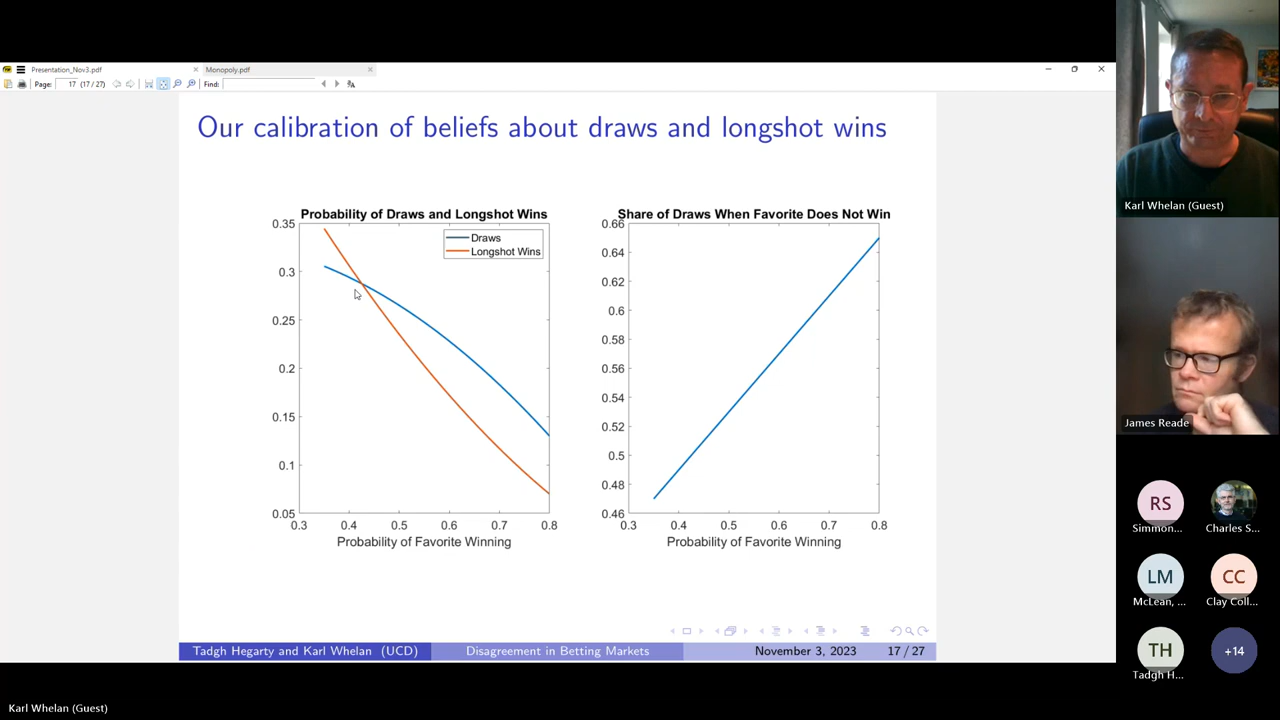 Presentation_Nov3.pdf
Monopoly.pdf
Page: 17 (17 / 27)
Find:
Our calibration of beliefs about draws and longshot wins
Probability of Draws and Longshot Wins
Draws
Longshot Wins
0.35
0.3
0.25
0.2
0.15
0.1
0.05
0.3 0.4 0.5 0.6 0.7 0.8
Probability of Favorite Winning
Share of Draws When Favorite Does Not Win
0.66
0.64
0.62
0.6
0.58
0.56
0.54
0.52
0.5
0.48
0.46
0.3 0.4 0.5 0.6 0.7 0.8
Probability of Favorite Winning
Tadgh Hegarty and Karl Whelan (UCD)
Disagreement in Betting Markets
November 3, 2023
17 / 27
Karl Whelan (Guest)
James Reade
RS
Simmon...
Charles S...
LM
McLean, ...
CC
Clay Coll...
TH
Tadgh H...
+14
Karl Whelan (Guest)